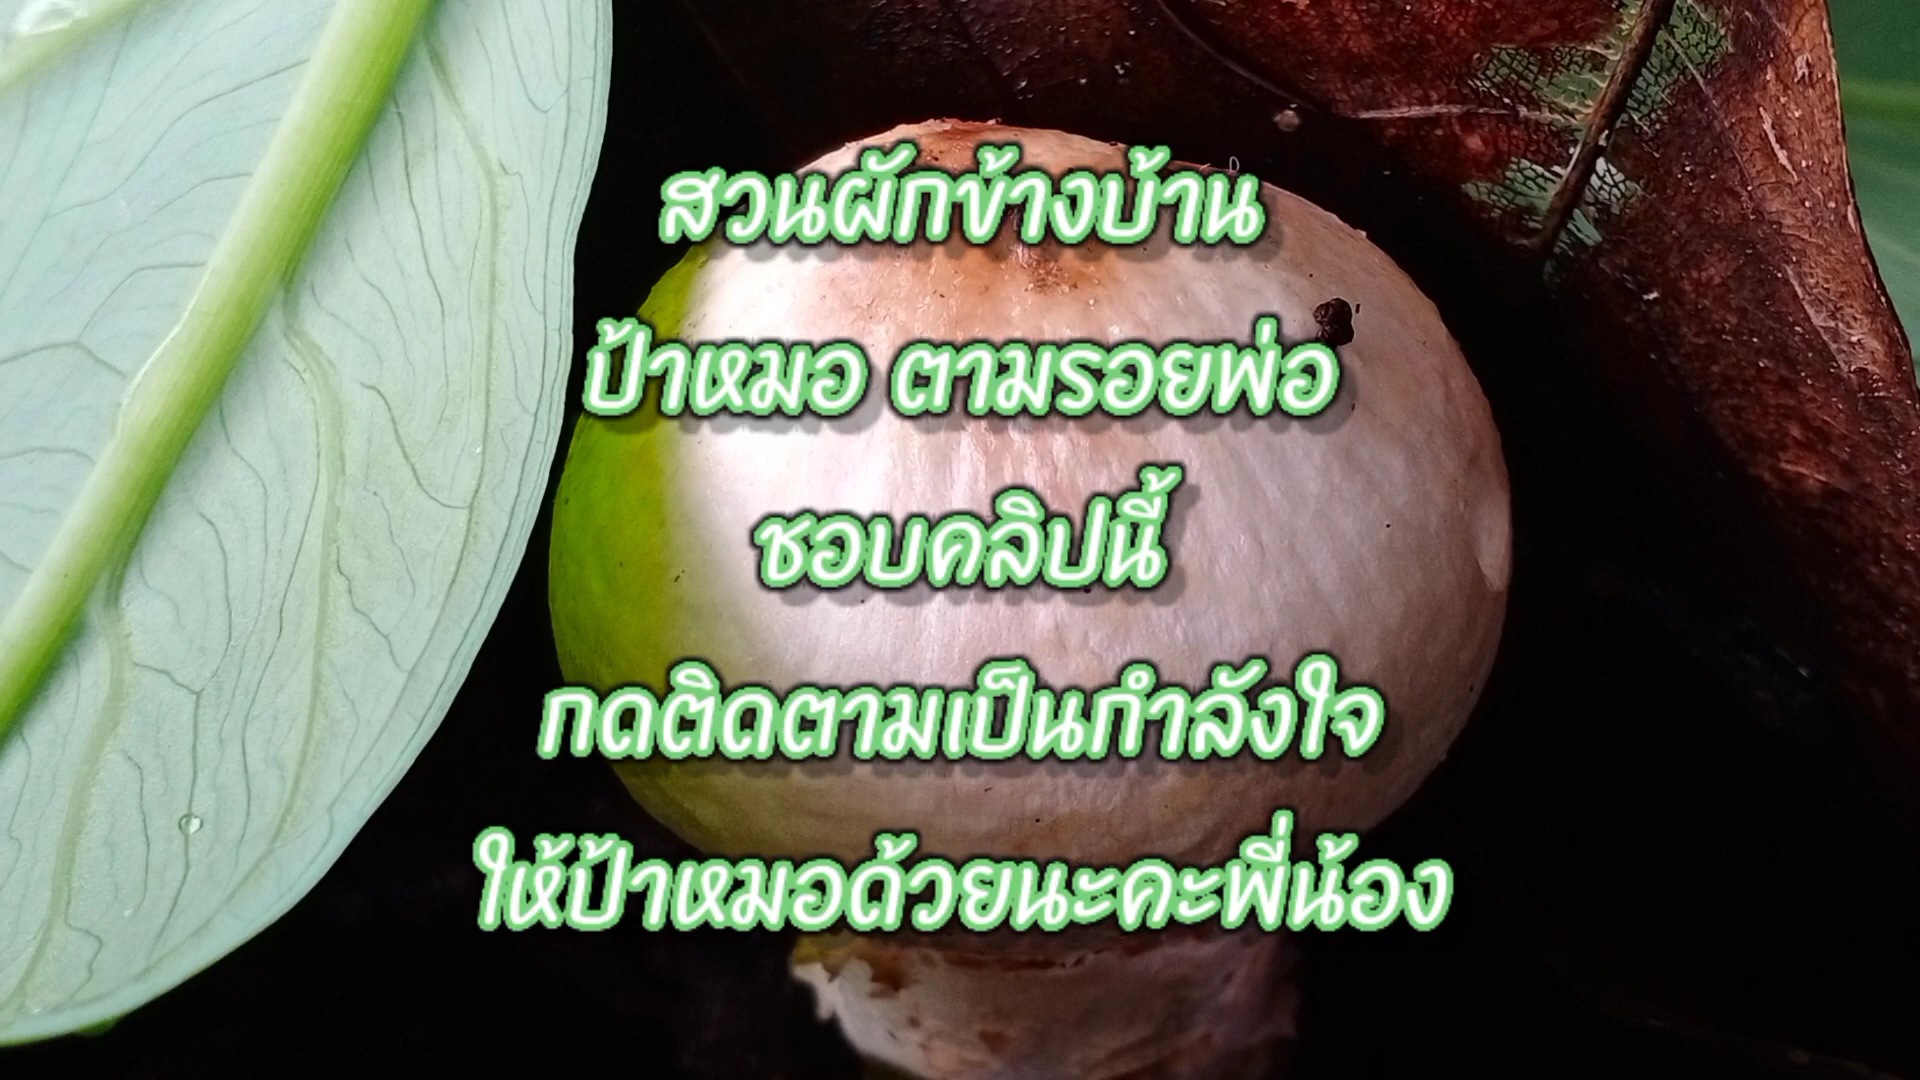 สวนผักข้างบ้าน
ป้าหมอ ตามรอยพ่อ
ชอบคลิปนี้
กดติดตามเป็นกำลังใจ
ให้ป้าหมอด้วยนะคะพี่น้อง